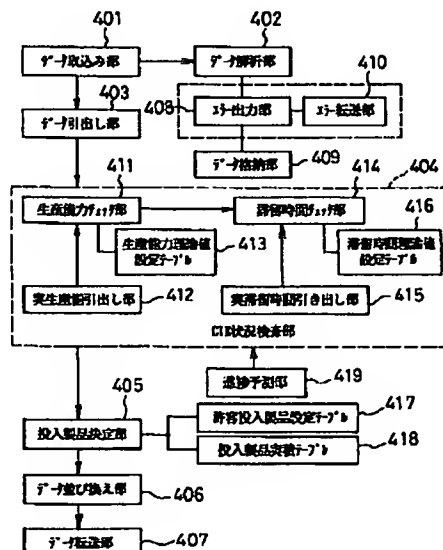 401
402
データ取込み部
データ解析部
410
403
408
エラー出力部
エラー転送部
データ引出し部
データ格納部
409
411
414
404
生産能力チェック部
滞留時間チェック部
416
生産能力理論値
設定テーブル
413
滞留時間理論値
設定テーブル
実生産値引出し部
412
実滞留時間引き出し部
415
状況検査部
進捗予測部
419
405
417
投入製品決定部
許容投入製品設定テーブル
投入製品実績テーブル
418
データ並び換え部
406
データ転送部
407